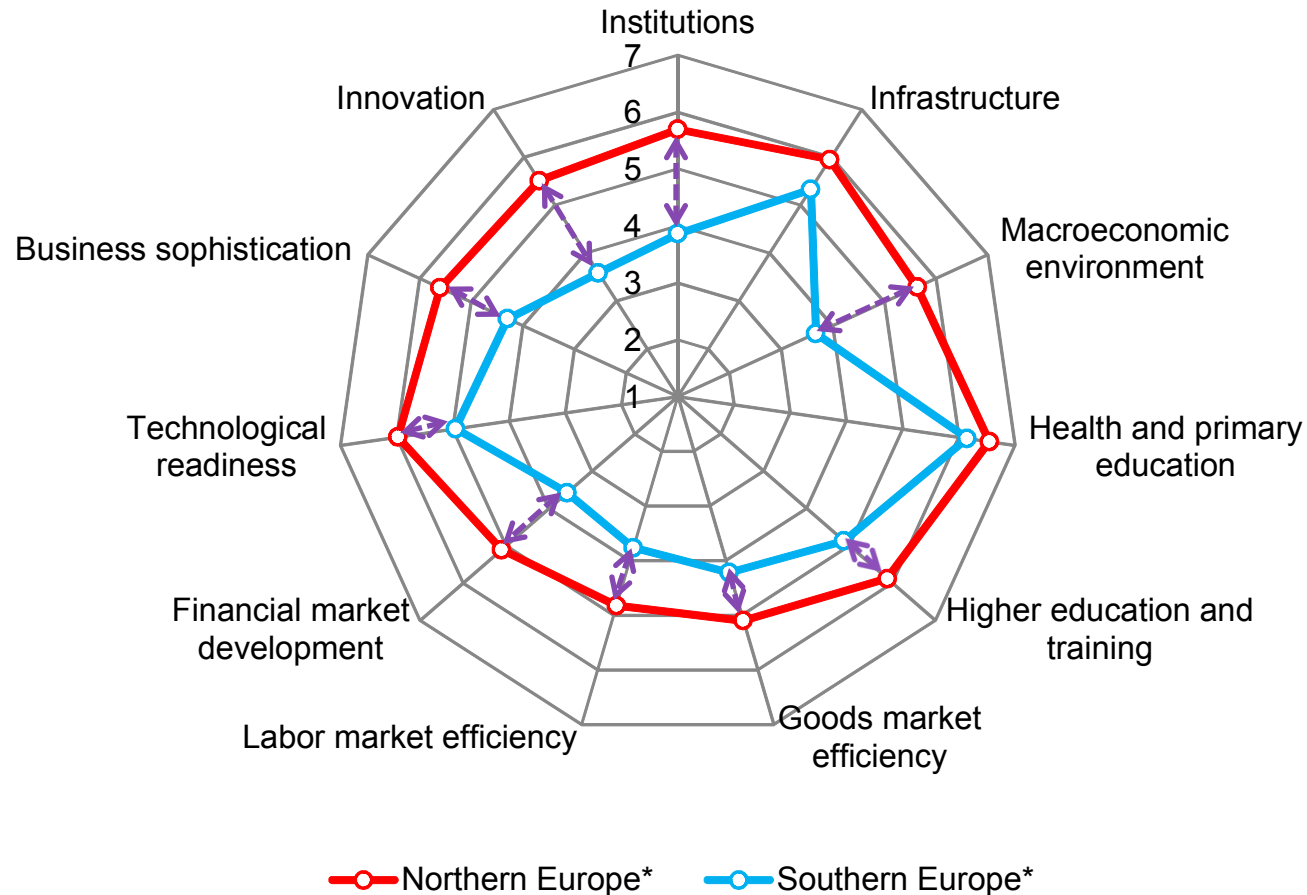 Institutions
7
6
5
4
3
2
1
Infrastructure
Macroeconomic
environment
Health and primary
education
Higher education and
training
Goods market
efficiency
Labor market efficiency
Financial market
development
Technological
readiness
Business sophistication
Innovation
Northern Europe*
Southern Europe*